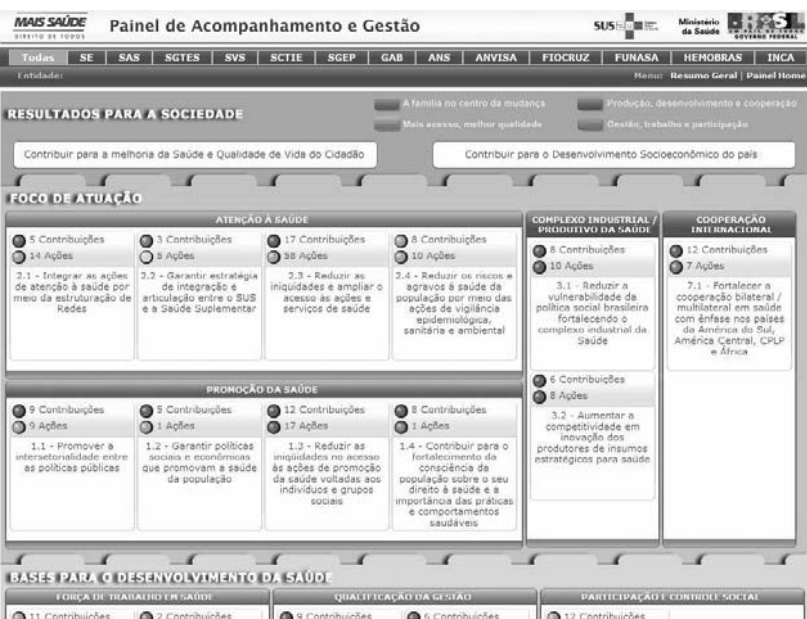 MAIS SAÚDE
DIREITO DE TODOS
Painel de Acompanhamento e Gestão
SUS
Ministério
da Saúde
BRASIL
UM PAÍS DE TODOS
GOVERNO FEDERAL
Todas | SE | SAS | SGTES | SVS | SCTIE | SGEP | GAB | ANS | ANVISA | FIOCRUZ | FUNASA | HEMOBRAS | INCA
Entidade:
Menu: Resumo Geral | Painel Home
RESULTADOS PARA A SOCIEDADE
A família no centro da mudança
Produção, desenvolvimento e cooperação
Mais acesso, melhor qualidade
Gestão, trabalho e participação
Contribuir para a melhoria da Saúde e Qualidade de Vida do Cidadão
Contribuir para o Desenvolvimento Socioeconômico do país
FOCO DE ATUAÇÃO
ATENÇÃO À SAÚDE
5 Contribuições
14 Ações
2.1 - Integrar as ações
de atenção à saúde por
meio da estruturação de
Redes
3 Contribuições
5 Ações
2.2 - Garantir estratégia
de integração e
articulação entre o SUS
e a Saúde Suplementar
17 Contribuições
58 Ações
2.3 - Reduzir as
iniquidades e ampliar o
acesso às ações e
serviços de saúde
8 Contribuições
10 Ações
2.4 - Reduzir os riscos e
agravos à saúde da
população por meio das
ações de vigilância
epidemiológica,
sanitária e ambiental
COMPLEXO INDUSTRIAL /
PRODUTIVO DA SAÚDE
8 Contribuições
10 Ações
3.1 - Reduzir a
vulnerabilidade da
política social brasileira
fortalecendo o
complexo industrial da
Saúde
6 Contribuições
8 Ações
3.2 - Aumentar a
competitividade em
inovação dos
produtores de insumos
estratégicos para saúde
COOPERAÇÃO
INTERNACIONAL
12 Contribuições
7 Ações
7.1 - Fortalecer a
cooperação bilateral /
multilateral em saúde
com ênfase nos países
da América do Sul,
América Central, CPLP
e África
PROMOÇÃO DA SAÚDE
9 Contribuições
9 Ações
1.1 - Promover a
intersetorialidade entre
as políticas públicas
5 Contribuições
1 Ações
1.2 - Garantir políticas
sociais e econômicas
que promovam a saúde
da população
12 Contribuições
17 Ações
1.3 - Reduzir as
iniqüidades no acesso
às ações de promoção
da saúde voltadas aos
indivíduos e grupos
sociais
8 Contribuições
1 Ações
1.4 - Contribuir para o
fortalecimento da
consciência da
população sobre o seu
direito à saúde e a
importância das práticas
e comportamentos
saudáveis
BASES PARA O DESENVOLVIMENTO DA SAÚDE
FORÇA DE TRABALHO EM SAÚDE
QUALIFICAÇÃO DA GESTÃO
PARTICIPAÇÃO E CONTROLE SOCIAL
11 Contribuições
2 Contribuições
9 Contribuições
6 Contribuições
12 Contribuições